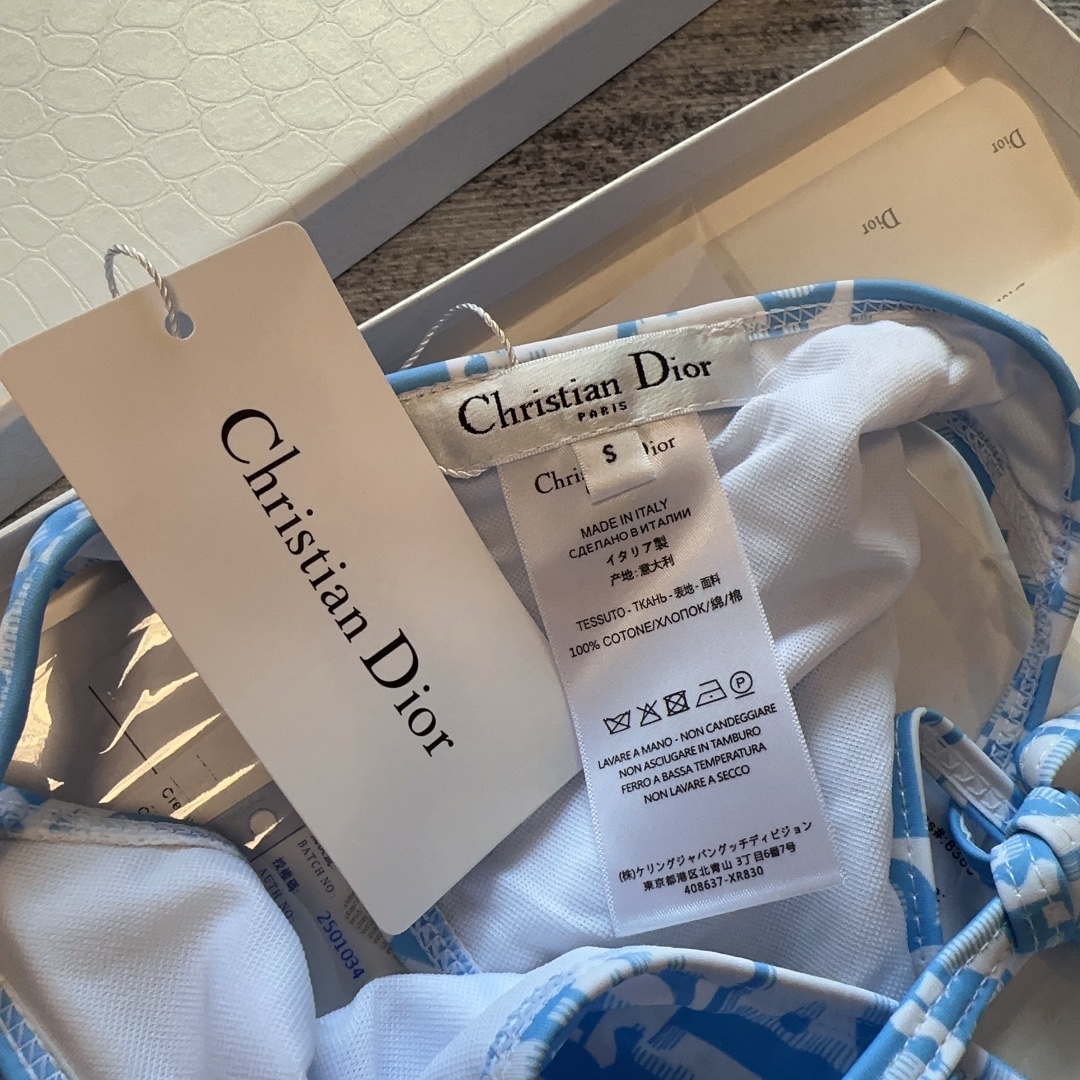 Dior
Dior
Christian Dior
Christian Dior
PARIS
S
MADE IN ITALY
СДЕЛАНО В ИТАЛИИ
イタリア製
产地:意大利
TESSUTO - ТКАНЬ - 表地 - 面料
100% COTONE/ХЛОПОК/綿/棉
P
LAVARE A MANO - NON CANDEGGIARE
NON ASCIUGARE IN TAMBURO
FERRO A BASSA TEMPERATURA
NON LAVARE A SECCO
(株)ケリングジャパングッチディビジョン
東京都港区北青山 3丁目6番7号
408637-XR830
BATCH NO.
AUTH NO.
2501034